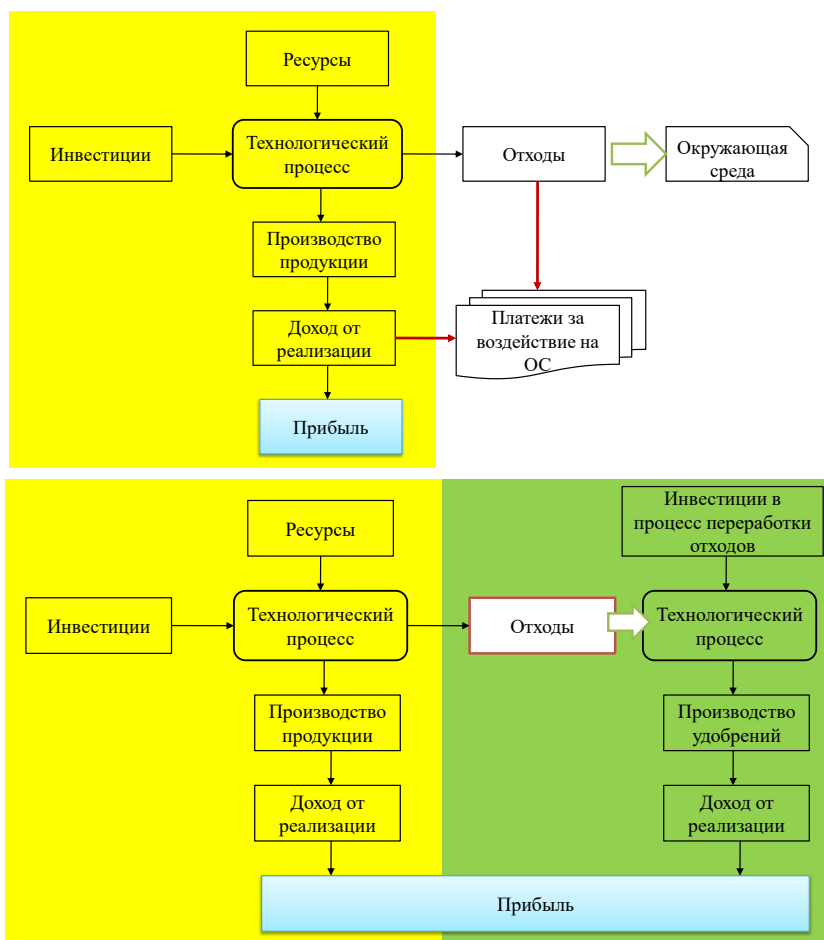 Ресурсы
Инвестиции
Технологический
процесс
Отходы
Окружающая
среда
Производство
продукции
Доход от
реализации
Платежи за
воздействие на
ОС
Прибыль
Ресурсы
Инвестиции в
процесс переработки
отходов
Инвестиции
Технологический
процесс
Отходы
Технологический
процесс
Производство
продукции
Производство
удобрений
Доход от
реализации
Доход от
реализации
Прибыль